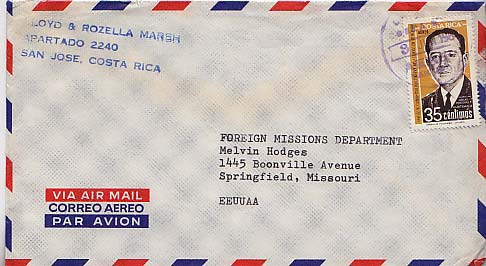 LLOYD & ROZELLA MARSH
APARTADO 2240
SAN JOSE, COSTA RICA
COSTA RICA
35 céntimos
FOREIGN MISSIONS DEPARTMENT
Melvin Hodges
1445 Boonville Avenue
Springfield, Missouri
EEUUAA
VIA AIR MAIL
CORREO AEREO
PAR AVION